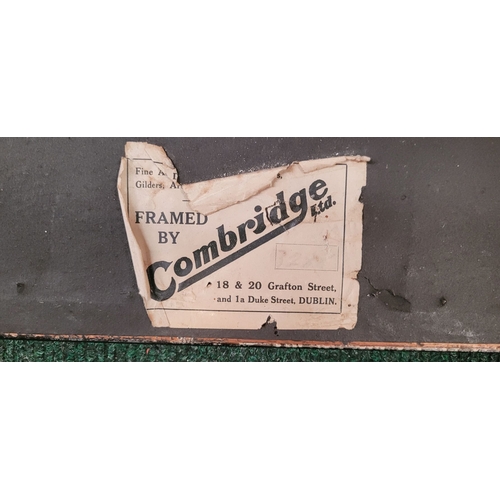 Fine
Gilders,
FRAMED
BY
Combridge Ltd.
18 & 20 Grafton Street,
and 1a Duke Street, DUBLIN.